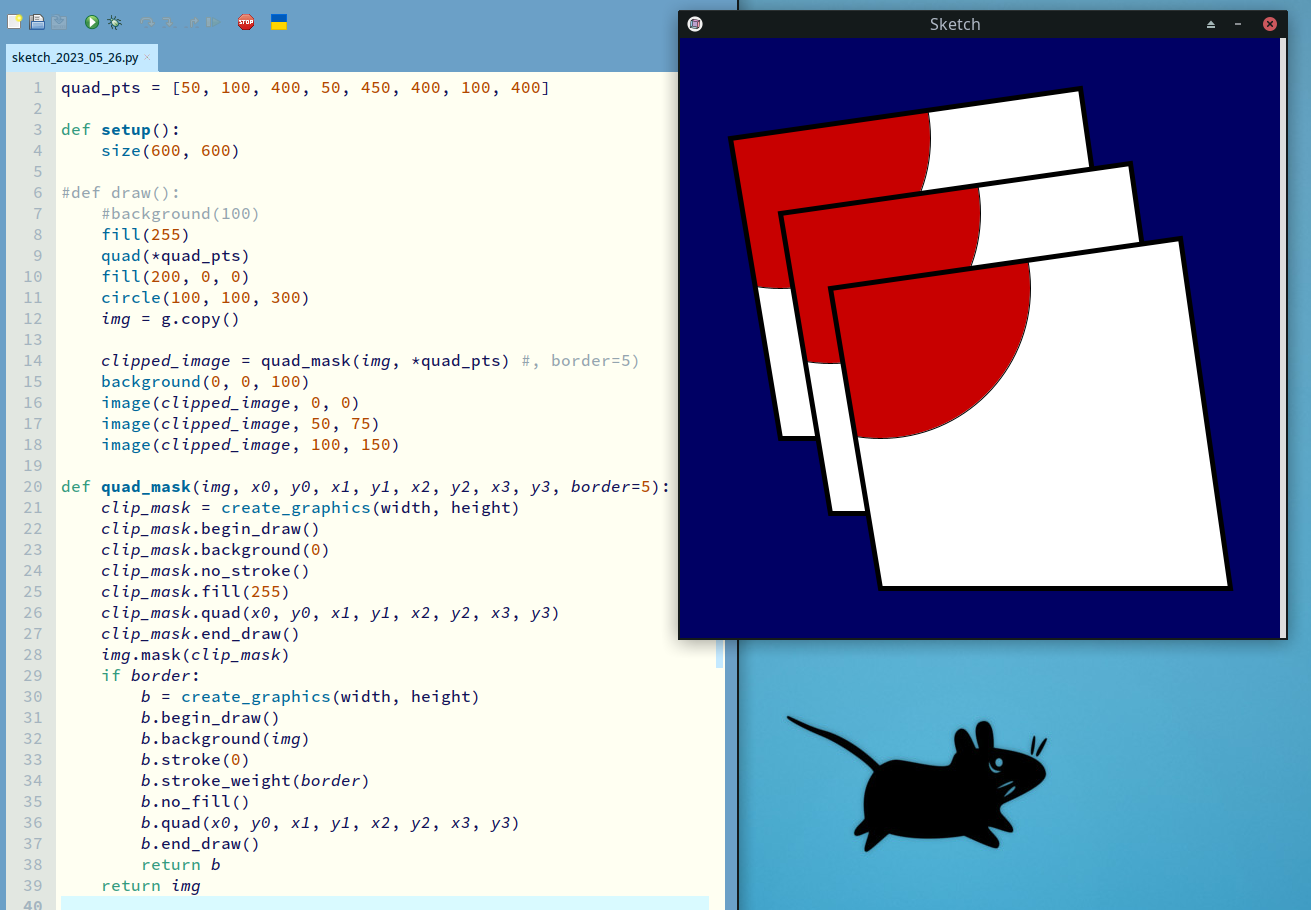 STOP
Sketch
sketch_2023_05_26.py ×
1 quad_pts = [50, 100, 400, 50, 450, 400, 100, 400]
2
3 def setup():
4     size(600, 600)
5
6 #def draw():
7     #background(100)
8     fill(255)
9     quad(*quad_pts)
10     fill(200, 0, 0)
11     circle(100, 100, 300)
12     img = g.copy()
13
14     clipped_image = quad_mask(img, *quad_pts) #, border=5)
15     background(0, 0, 100)
16     image(clipped_image, 0, 0)
17     image(clipped_image, 50, 75)
18     image(clipped_image, 100, 150)
19
20 def quad_mask(img, x0, y0, x1, y1, x2, y2, x3, y3, border=5):
21     clip_mask = create_graphics(width, height)
22     clip_mask.begin_draw()
23     clip_mask.background(0)
24     clip_mask.no_stroke()
25     clip_mask.fill(255)
26     clip_mask.quad(x0, y0, x1, y1, x2, y2, x3, y3)
27     clip_mask.end_draw()
28     img.mask(clip_mask)
29     if border:
30         b = create_graphics(width, height)
31         b.begin_draw()
32         b.background(img)
33         b.stroke(0)
34         b.stroke_weight(border)
35         b.no_fill()
36         b.quad(x0, y0, x1, y1, x2, y2, x3, y3)
37         b.end_draw()
38         return b
39     return img
40